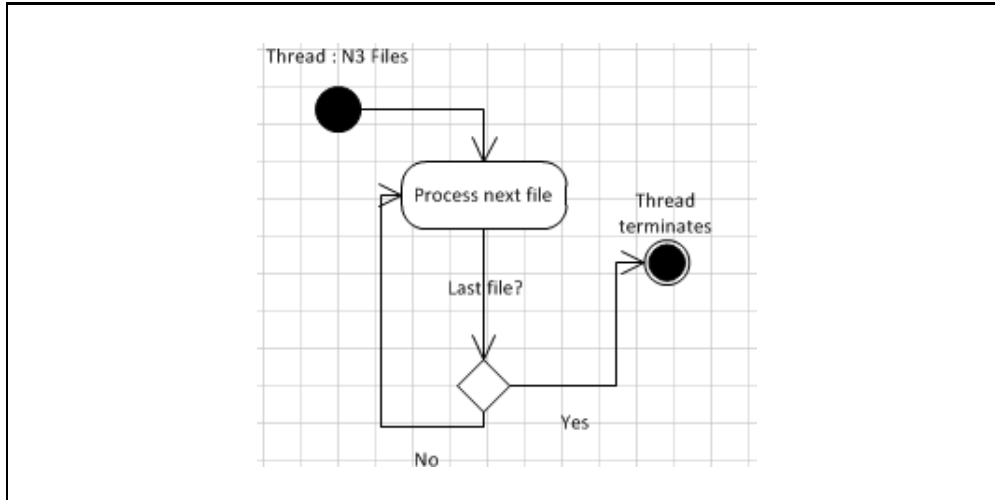 Thread : N3 Files
Process next file
Thread
terminates
Last file?
Yes
No